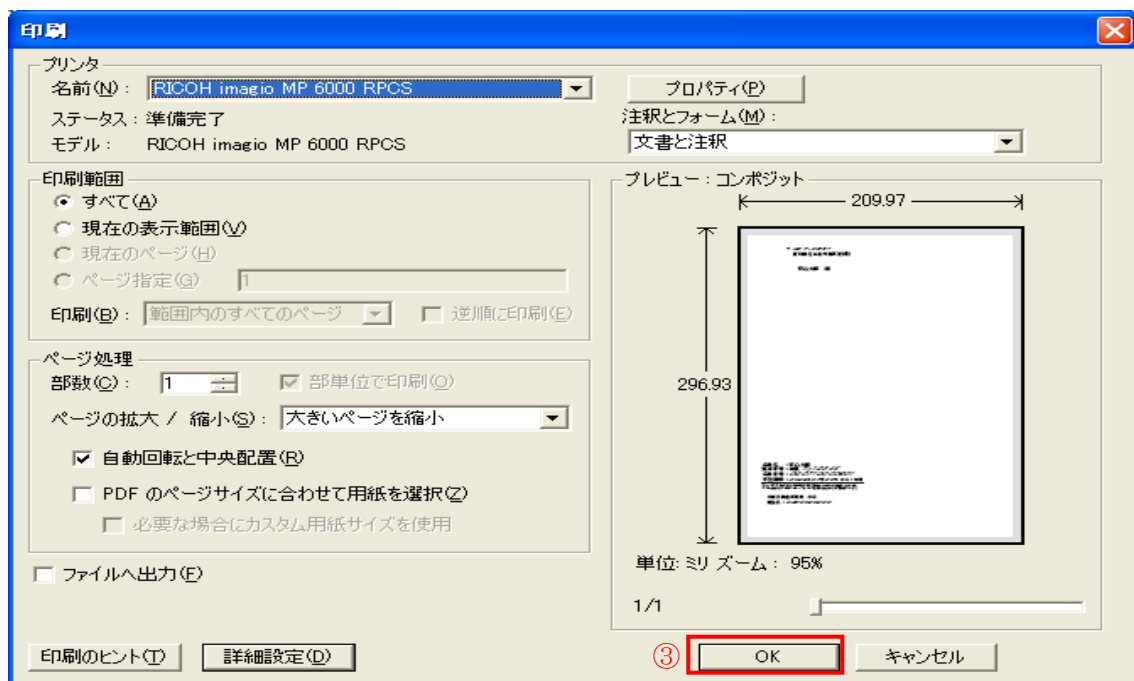 印刷
プリンタ
名前(N): RICOH imagio MP 6000 RPCS
プロパティ(P)
ステータス: 準備完了
注釈とフォーム(M):
モデル: RICOH imagio MP 6000 RPCS
文書と注釈
印刷範囲
すべて(A)
現在の表示範囲(V)
現在のページ(H)
ページ指定(G) 1
印刷(B): 範囲内のすべてのページ 逆順に印刷(E)
ページ処理
部数(C): 1 部単位で印刷(O)
ページの拡大 / 縮小(S): 大きいページを縮小
自動回転と中央配置(R)
PDF のページサイズに合わせて用紙を選択(Z)
必要な場合にカスタム用紙サイズを使用
ファイルへ出力(F)
プレビュー: コンポジット
209.97
296.93
単位: ミリ ズーム: 95%
1/1
印刷のヒント(T) 詳細設定(D) ③ OK キャンセル